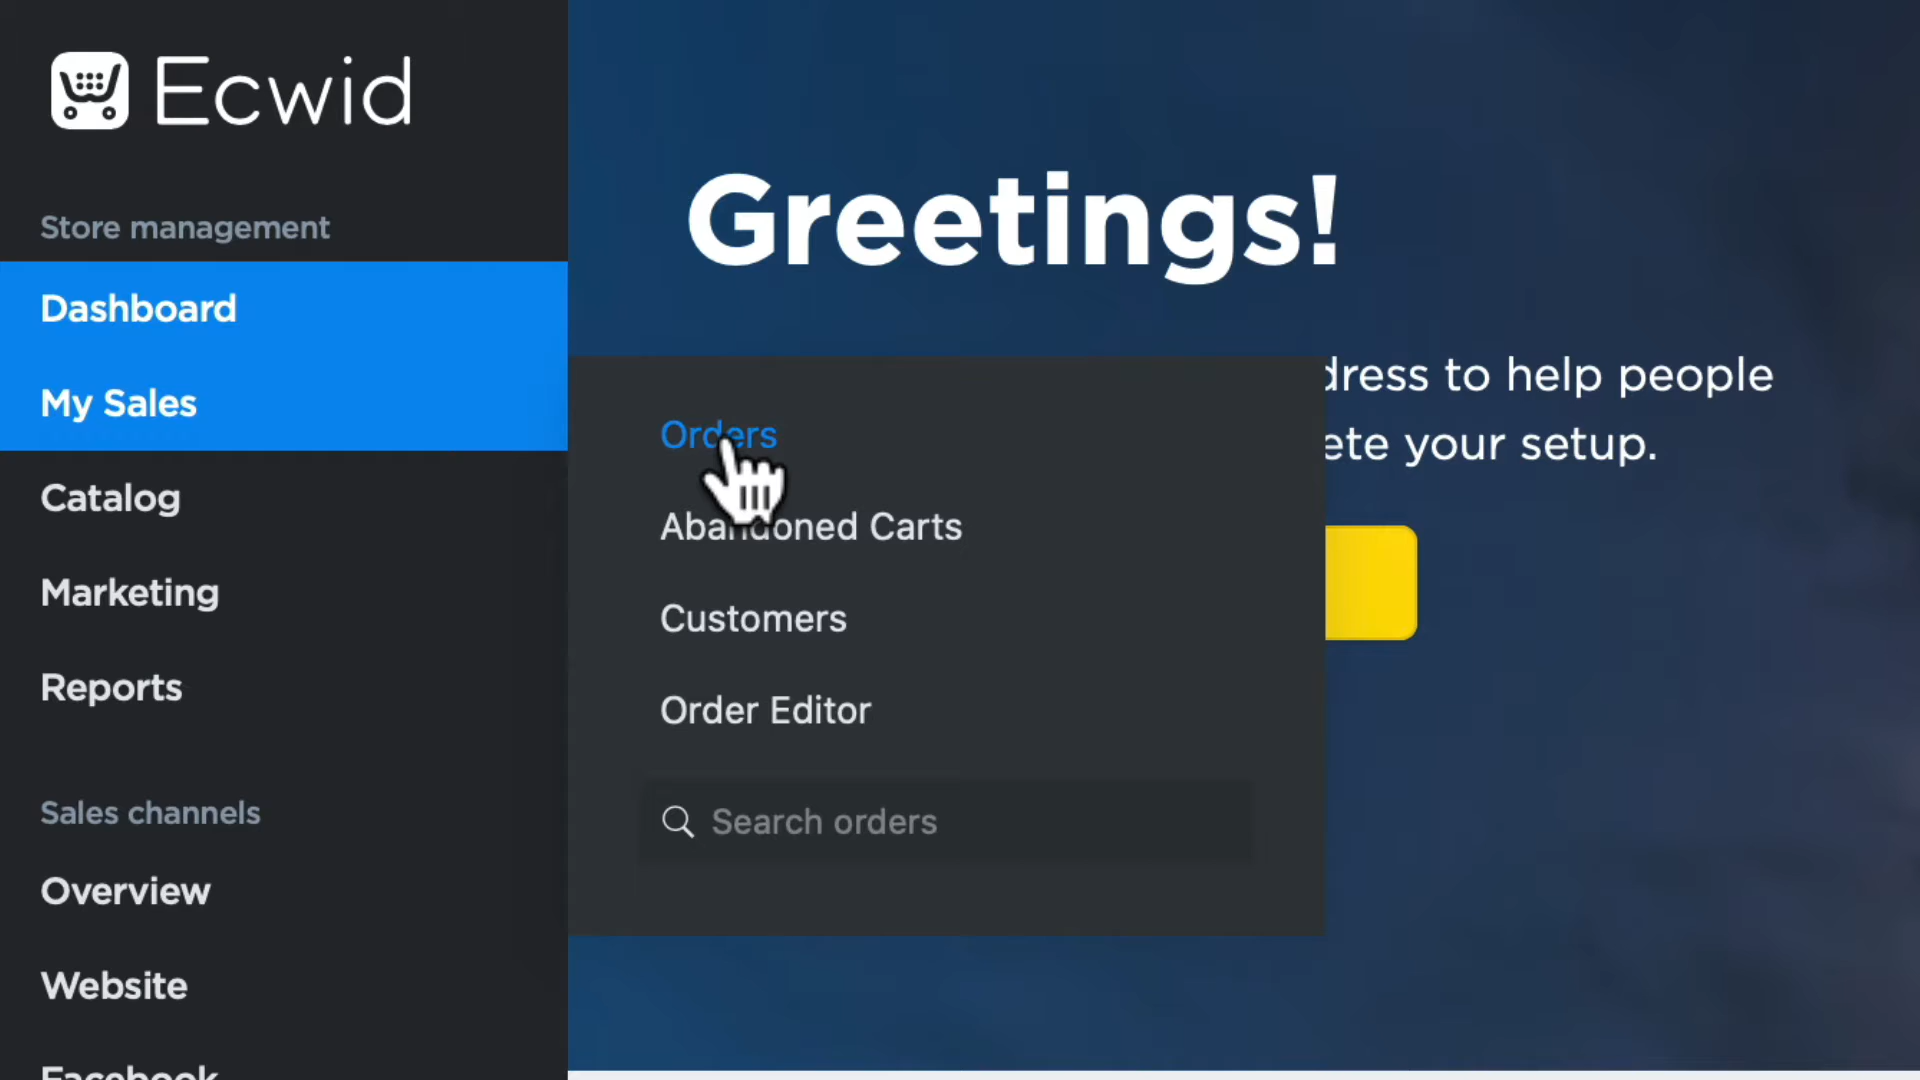 Ecwid
Store management
Dashboard
My Sales
Catalog
Marketing
Reports
Sales channels
Overview
Website
Facebook
Greetings!
dress to help people
ete your setup.
Orders
Abandoned Carts
Customers
Order Editor
Search orders